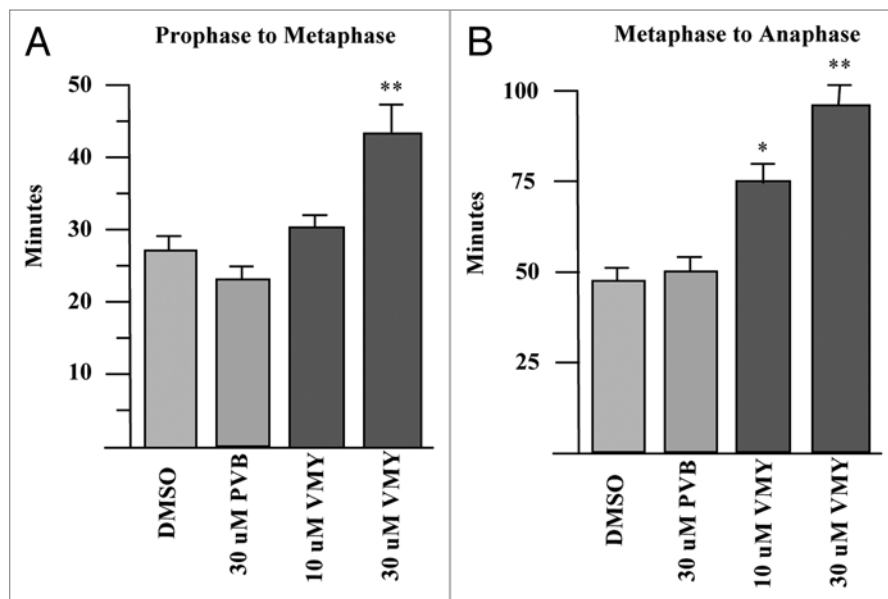 A
Prophase to Metaphase
Minutes
50
40
30
20
10
**
DMSO
30 uM PVB
10 uM VMY
30 uM VMY
B
Metaphase to Anaphase
Minutes
100
75
50
25
*
**
DMSO
30 uM PVB
10 uM VMY
30 uM VMY